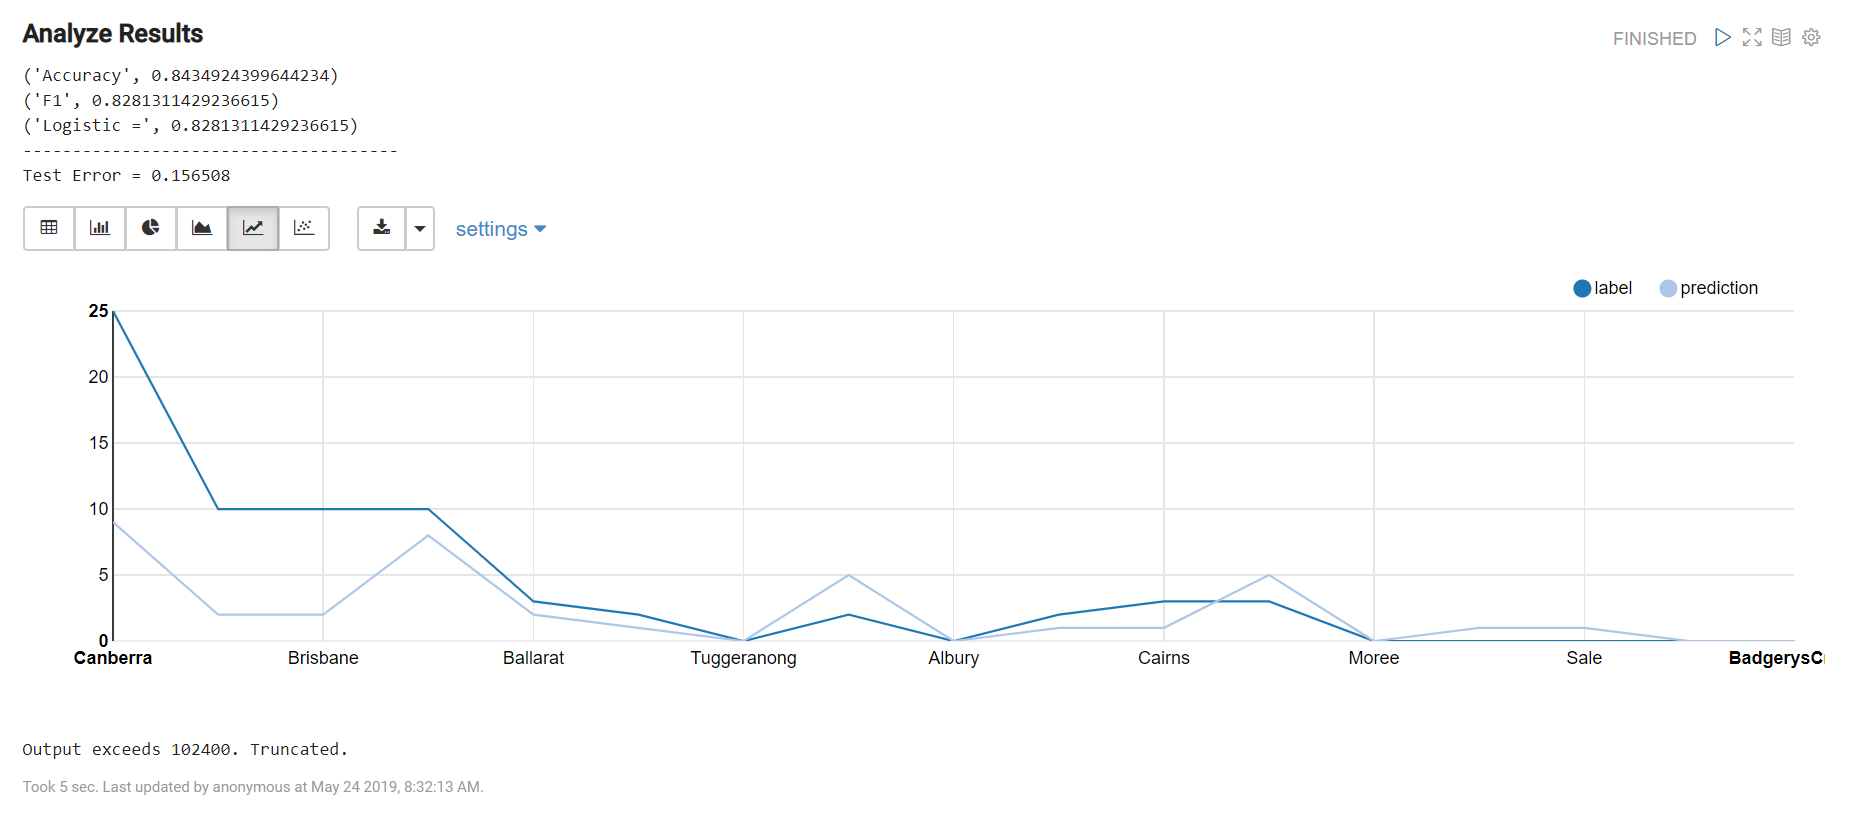 Analyze Results
FINISHED
('Accuracy', 0.8434924399644234)
('F1', 0.8281311429236615)
('Logistic =', 0.8281311429236615)
--------------------------------------
Test Error = 0.156508
settings
label prediction
25
20
15
10
5
0
Canberra Brisbane Ballarat Tuggeranong Albury Cairns Moree Sale BadgerysC
Output exceeds 102400. Truncated.
Took 5 sec. Last updated by anonymous at May 24 2019, 8:32:13 AM.